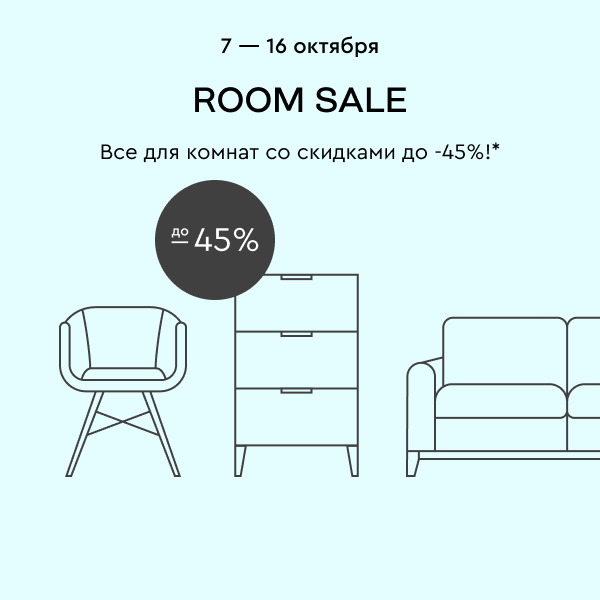 7 — 16 октября
ROOM SALE
Все для комнат со скидками до -45%!*
до
— 45%